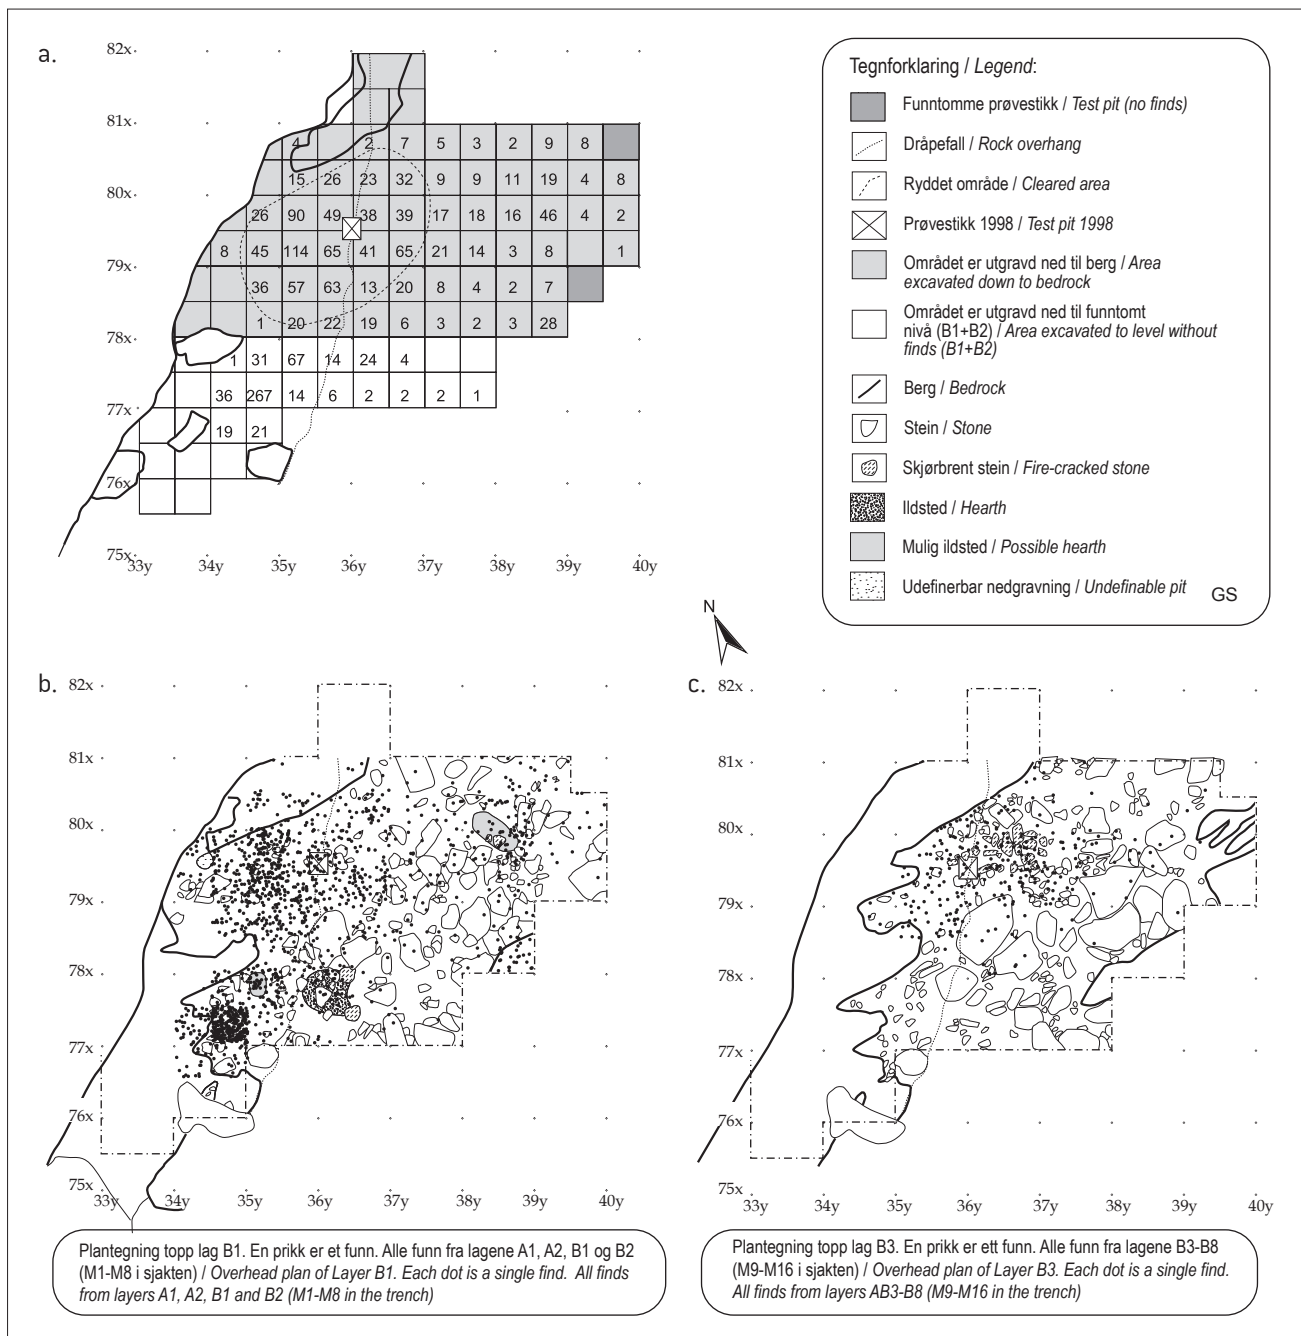 a.
82x
81x
4 2 7 5 3 2 9 8
15 26 23 32 9 9 11 19 4 8
80x
26 90 49 38 39 17 18 16 46 4 2
8 45 114 65 41 65 21 14 3 8 1
79x
36 57 63 13 20 8 4 2 7
1 20 22 19 6 3 2 3 28
78x
1 31 67 14 24 4
36 267 14 6 2 2 2 1
77x
19 21
76x
75x
33y 34y 35y 36y 37y 38y 39y 40y
Tegnforklaring / Legend:
Funntomme prøvestikk / Test pit (no finds)
Dråpefall / Rock overhang
Ryddet område / Cleared area
Prøvestikk 1998 / Test pit 1998
Området er utgravd ned til berg / Area
excavated down to bedrock
Området er utgravd ned til funntomt
nivå (B1+B2) / Area excavated to level without
finds (B1+B2)
Berg / Bedrock
Stein / Stone
Skjørbrent stein / Fire-cracked stone
Ildsted / Hearth
Mulig ildsted / Possible hearth
Udefinerbar nedgravning / Undefinable pit
GS
N
b.
82x
81x
80x
79x
78x
77x
76x
75x
33y 34y 35y 36y 37y 38y 39y 40y
Plantegning topp lag B1. En prikk er et funn. Alle funn fra lagene A1, A2, B1 og B2
(M1-M8 i sjakten) / Overhead plan of Layer B1. Each dot is a single find. All finds
from layers A1, A2, B1 and B2 (M1-M8 in the trench)
c.
82x
81x
80x
79x
78x
77x
76x
75x
33y 34y 35y 36y 37y 38y 39y 40y
Plantegning topp lag B3. En prikk er ett funn. Alle funn fra lagene B3-B8
(M9-M16 i sjakten) / Overhead plan of Layer B3. Each dot is a single find.
All finds from layers AB3-B8 (M9-M16 in the trench)